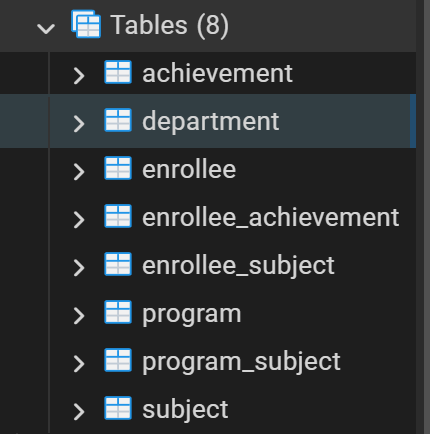 Tables (8)
achievement
department
enrollee
enrollee_achievement
enrollee_subject
program
program_subject
subject